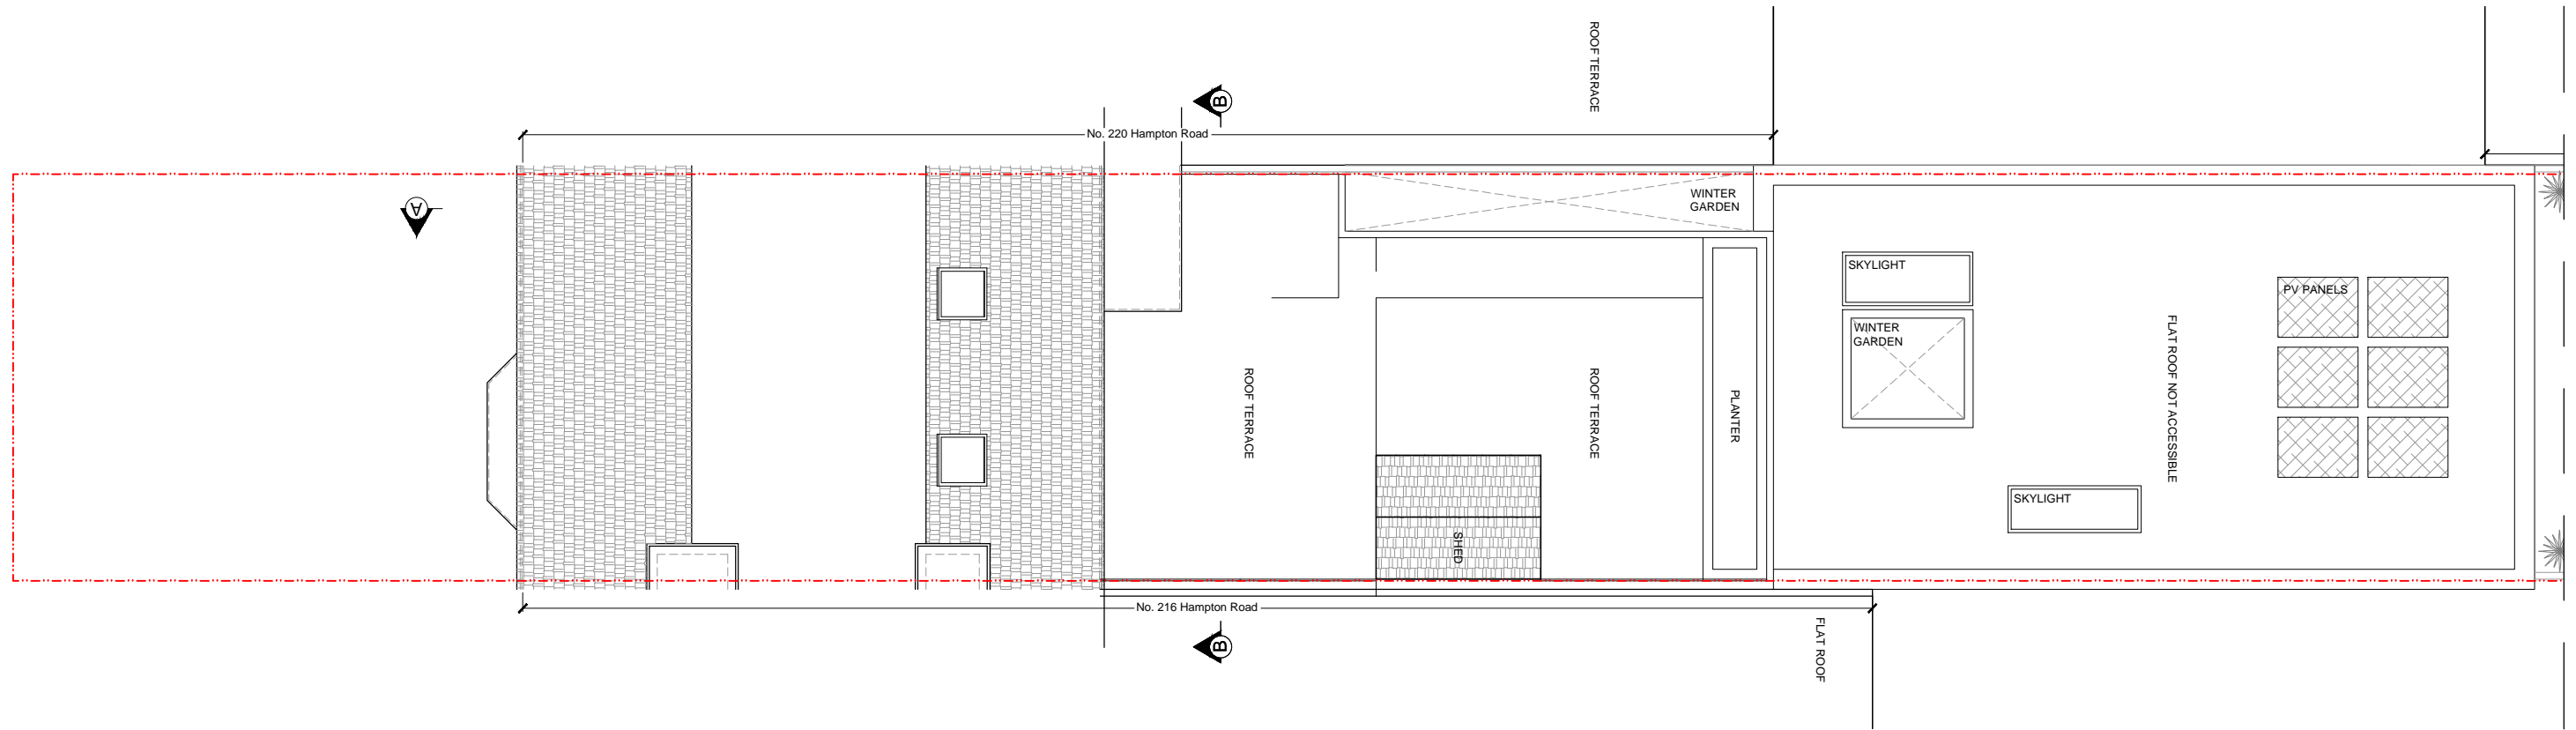 ROOF TERRACE
B
No. 220 Hampton Road
A
WINTER
GARDEN
SKYLIGHT
PV PANELS
WINTER
GARDEN
FLAT ROOF NOT ACCESSIBLE
ROOF TERRACE
ROOF TERRACE
PLANTER
SKYLIGHT
SHED
No. 216 Hampton Road
B
FLAT ROOF